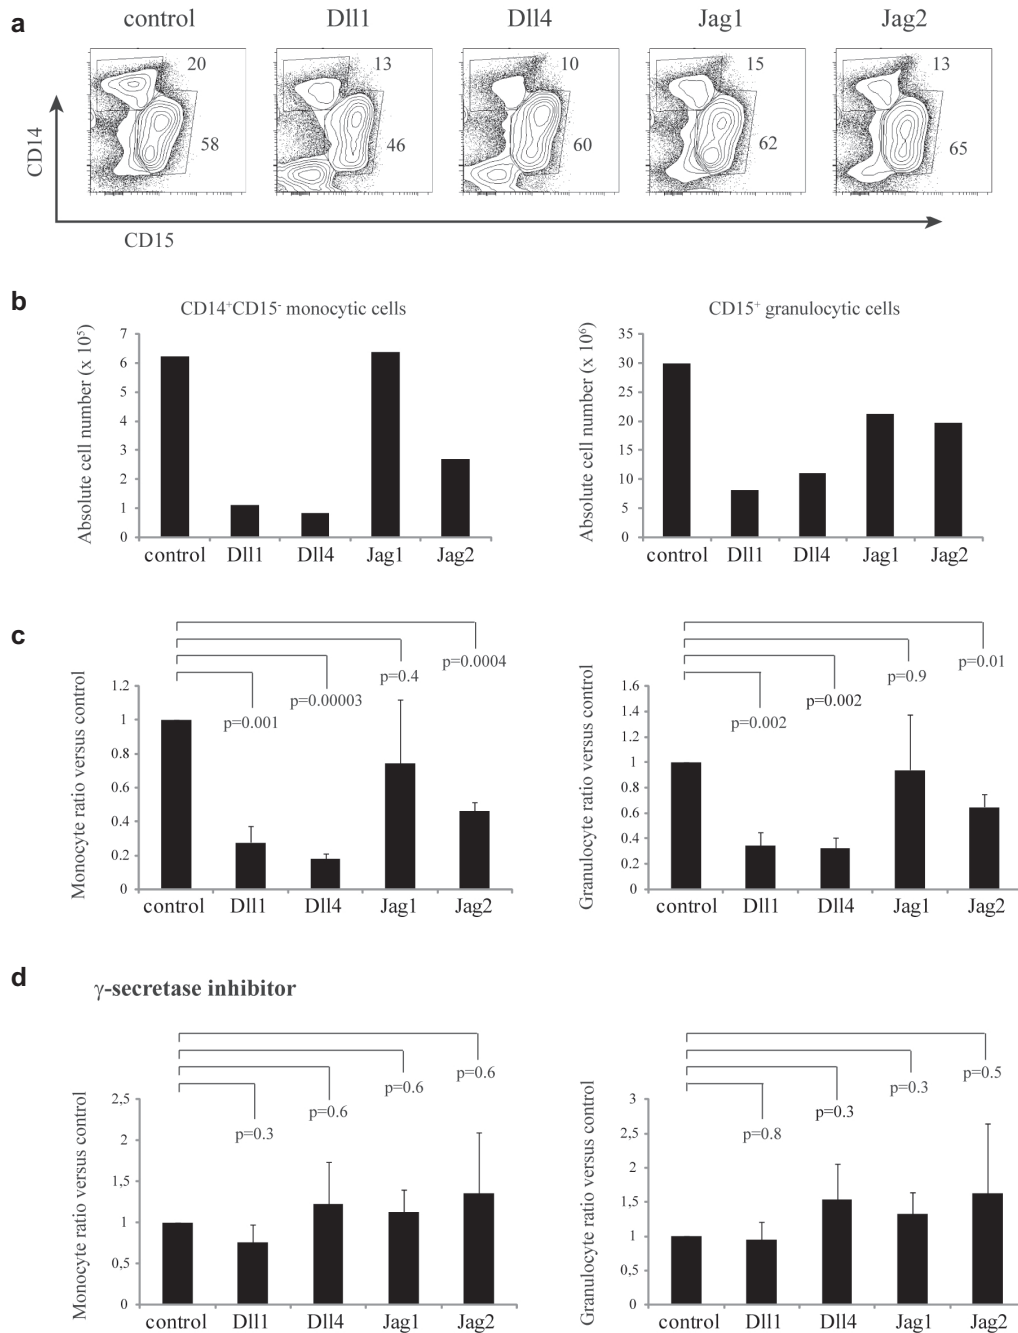 a
control Dll1 Dll4 Jag1 Jag2
20 13 10 15 13
58 46 60 62 65
CD14
CD15
b
CD14⁺CD15⁻ monocytic cells
Absolute cell number (x 10⁵)
7
6
5
4
3
2
1
0
control Dll1 Dll4 Jag1 Jag2
CD15⁺ granulocytic cells
Absolute cell number (x 10⁶)
35
30
25
20
15
10
5
0
control Dll1 Dll4 Jag1 Jag2
c
p=0.0004
p=0.4
p=0.00003
p=0.001
Monocyte ratio versus control
1.2
1
0.8
0.6
0.4
0.2
0
control Dll1 Dll4 Jag1 Jag2
p=0.01
p=0.9
p=0.002
p=0.002
Granulocyte ratio versus control
1.6
1.4
1.2
1
0.8
0.6
0.4
0.2
0
control Dll1 Dll4 Jag1 Jag2
d
γ-secretase inhibitor
p=0.6
p=0.6
p=0.6
p=0.3
Monocyte ratio versus control
2,5
2
1,5
1
0,5
0
control Dll1 Dll4 Jag1 Jag2
p=0.5
p=0.3
p=0.3
p=0.8
Granulocyte ratio versus control
3
2,5
2
1,5
1
0,5
0
control Dll1 Dll4 Jag1 Jag2